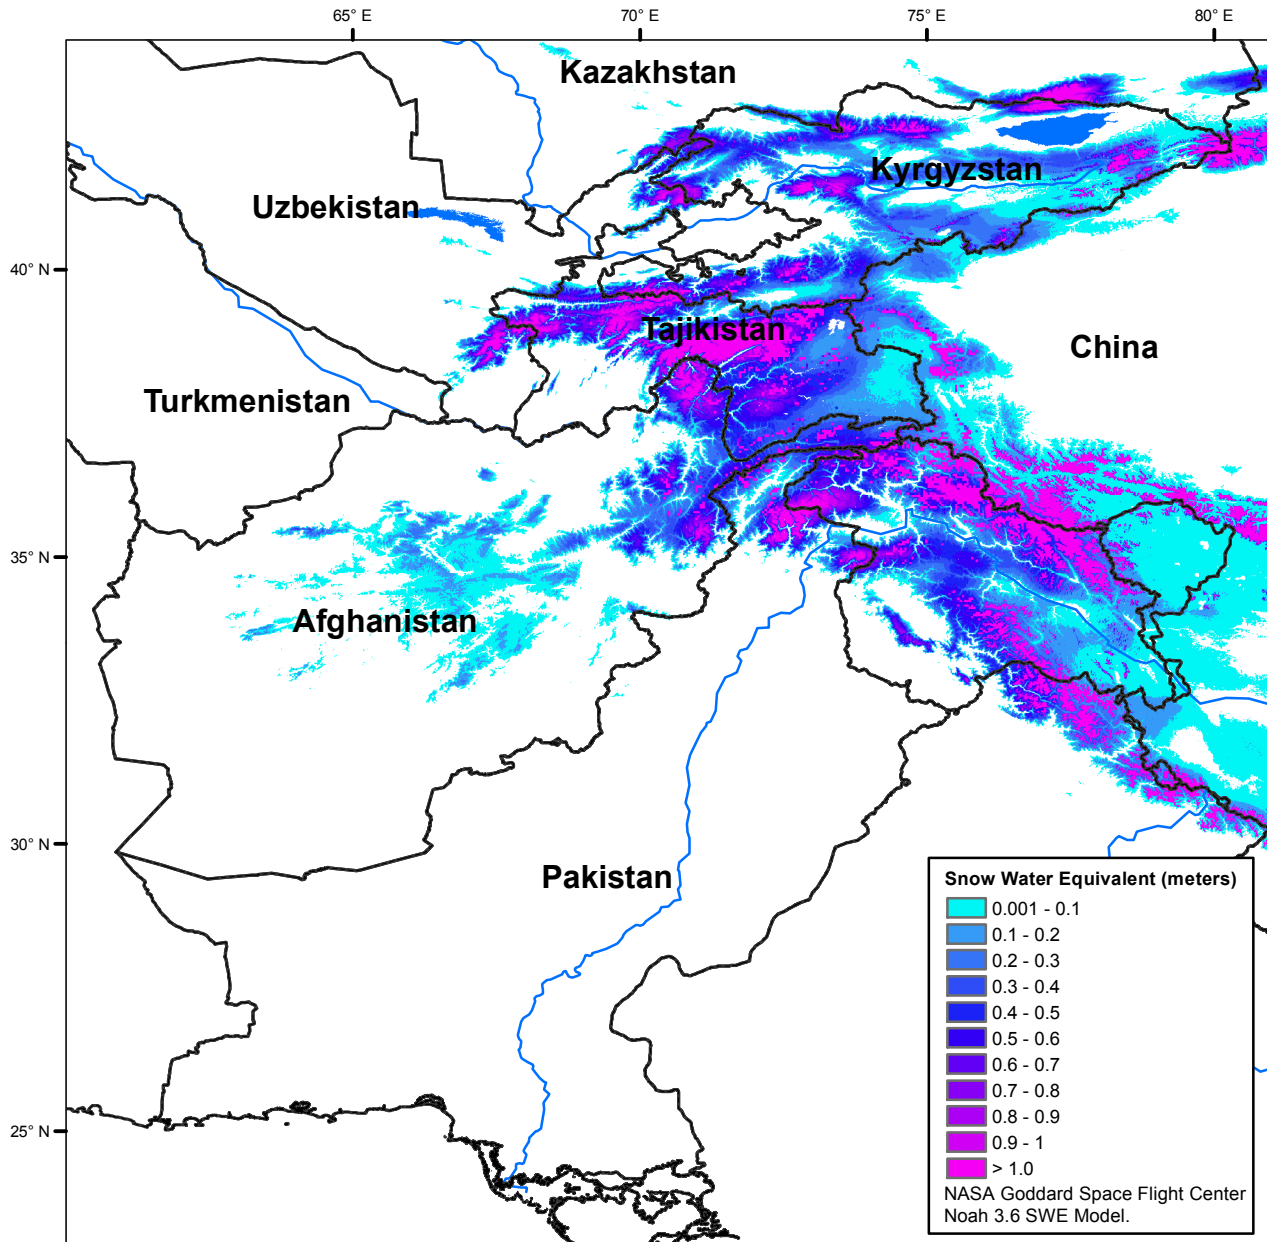 65° E
70° E
75° E
80° E
Kazakhstan
Kyrgyzstan
Uzbekistan
40° N
Tajikistan
China
Turkmenistan
35° N
Afghanistan
30° N
Pakistan
25° N
Snow Water Equivalent (meters)
0.001 - 0.1
0.1 - 0.2
0.2 - 0.3
0.3 - 0.4
0.4 - 0.5
0.5 - 0.6
0.6 - 0.7
0.7 - 0.8
0.8 - 0.9
0.9 - 1
> 1.0
NASA Goddard Space Flight Center
Noah 3.6 SWE Model.